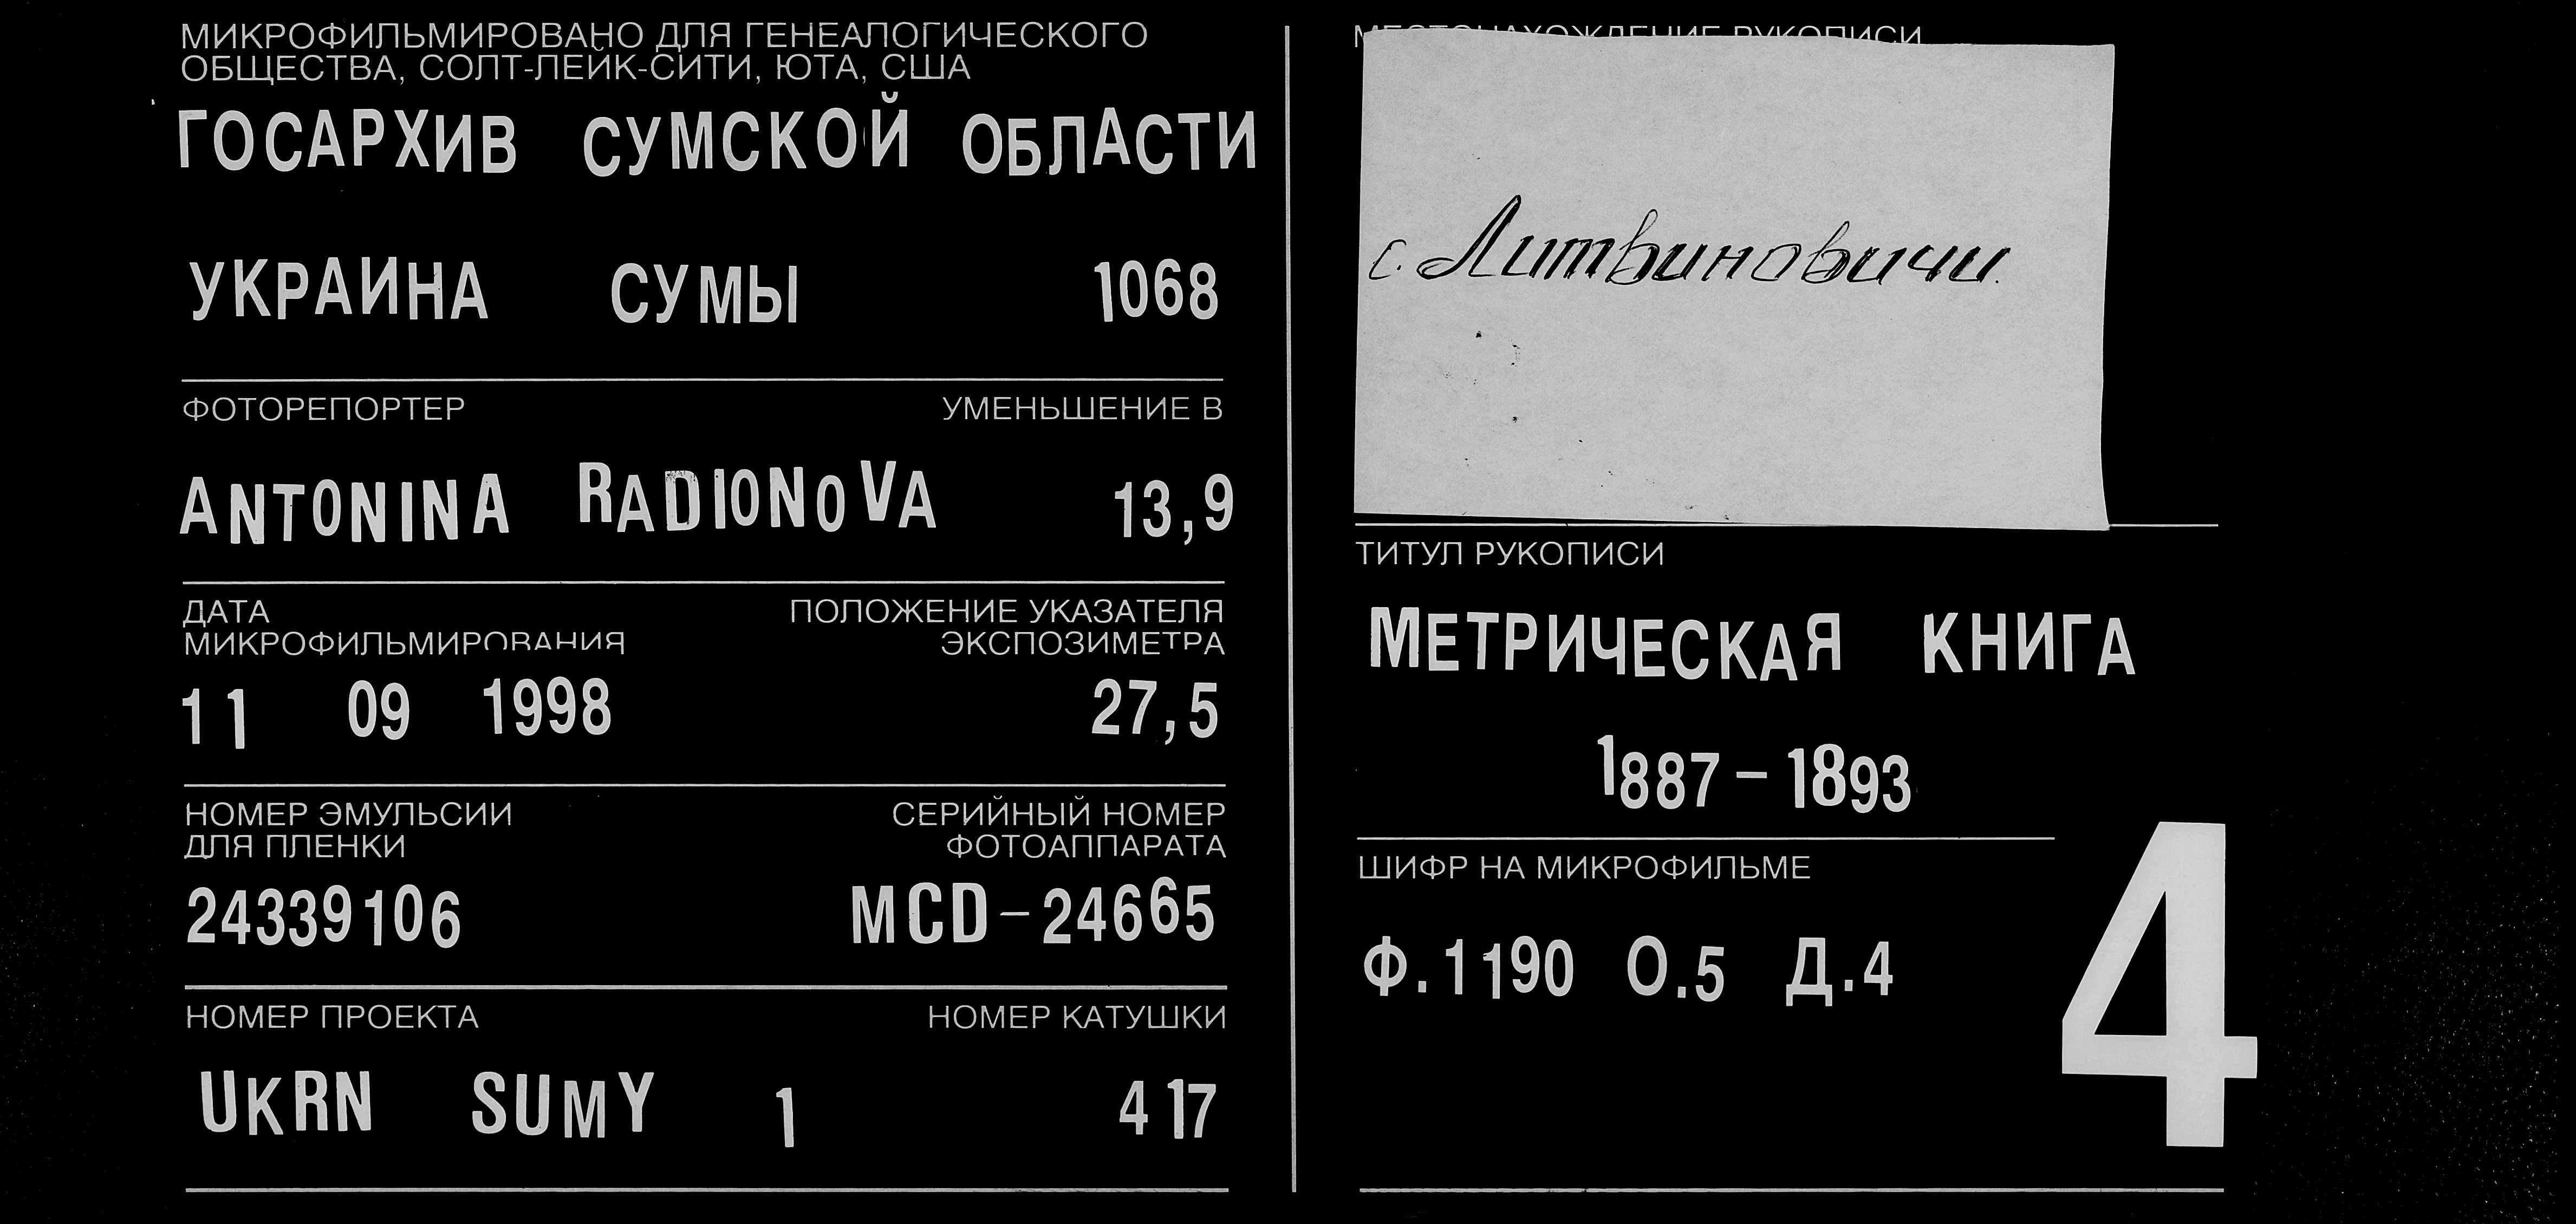 МИКРОФИЛЬМИРОВАНО ДЛЯ ГЕНЕАЛОГИЧЕСКОГО
ОБЩЕСТВА, СОЛТ-ЛЕЙК-СИТИ, ЮТА, США
ГОСАРХИВ СУМСКОЙ ОБЛАСТИ
УКРАИНА СУМЫ 1068
ФОТОРЕПОРТЕР УМЕНЬШЕНИЕ В
ANTONINA RADIONOVA 13,9
ДАТА ПОЛОЖЕНИЕ УКАЗАТЕЛЯ
МИКРОФИЛЬМИРОВАНИЯ ЭКСПОЗИМЕТРА
11 09 1998 27,5
НОМЕР ЭМУЛЬСИИ СЕРИЙНЫЙ НОМЕР
ДЛЯ ПЛЕНКИ ФОТОАППАРАТА
24339106 MCD-24665
НОМЕР ПРОЕКТА НОМЕР КАТУШКИ
UKRN SUMY 1 417
МЕСТОНАХОЖДЕНИЕ РУКОПИСИ
с. Литвиновичи.
ТИТУЛ РУКОПИСИ
МЕТРИЧЕСКАЯ КНИГА
1887-1893
ШИФР НА МИКРОФИЛЬМЕ
Ф.1190 О.5 Д.4
4